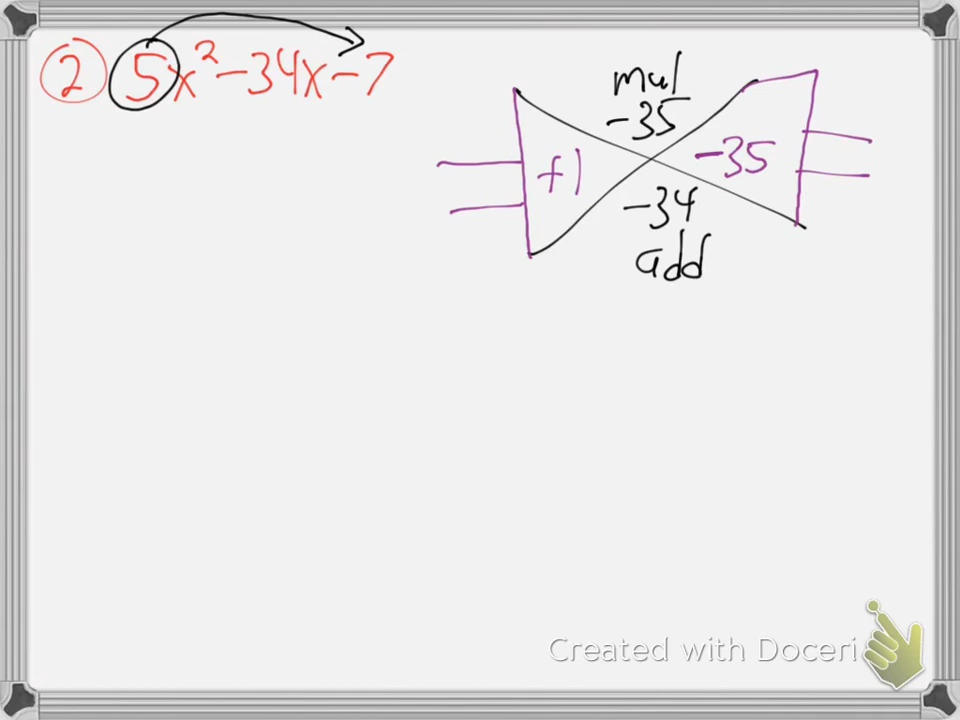 ② 5x²-34x-7
mul
-35
+1
-35
-34
add
Created with Doceri